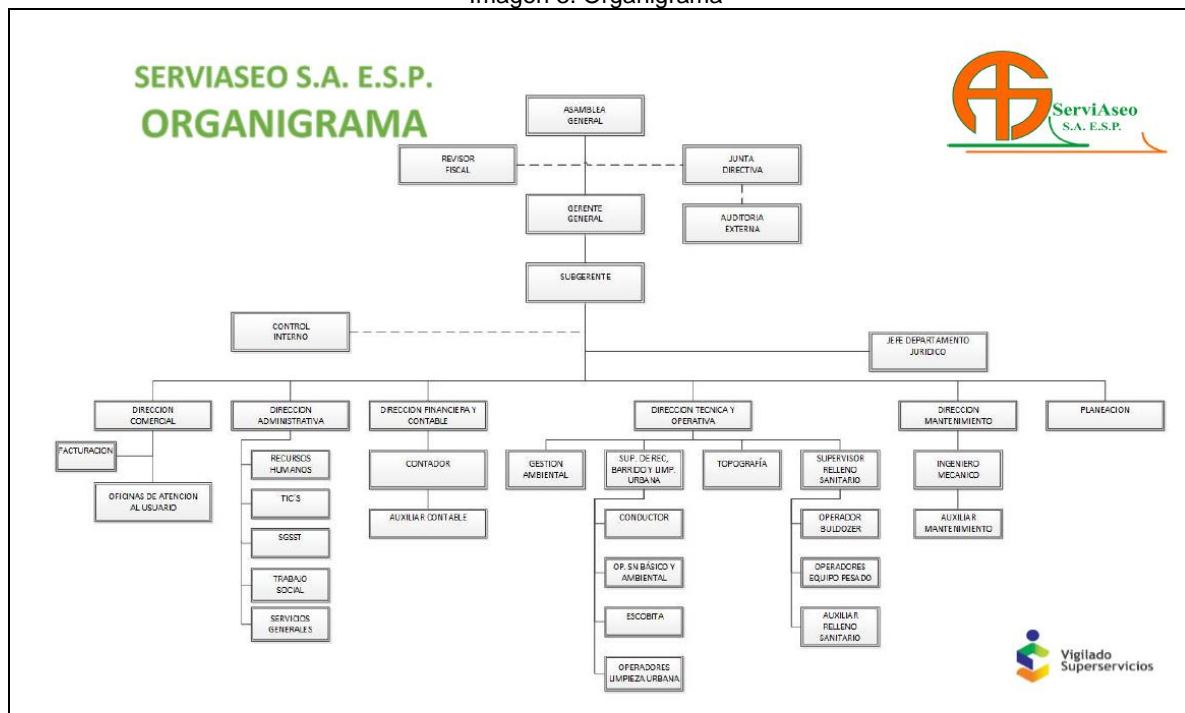 Imagen 3. Organigrama
SERVIASEO S.A. E.S.P.
ORGANIGRAMA
ServiAseo
S.A. E.S.P.
ASAMBLEA
GENERAL
REVISOR
FISCAL
JUNTA
DIRECTIVA
GERENTE
GENERAL
AUDITORIA
EXTERNA
SUBGERENTE
CONTROL
INTERNO
JEFE DEPARTAMENTO
JURIDICO
DIRECCION
COMERCIAL
DIRECCION
ADMINISTRATIVA
DIRECCION FINANCIERA Y
CONTABLE
DIRECCION TECNICA Y
OPERATIVA
DIRECCION
MANTENIMIENTO
PLANEACION
FACTURACION
OFICINAS DE ATENCION
AL USUARIO
RECURSOS
HUMANOS
TIC´S
SGSST
TRABAJO
SOCIAL
SERVICIOS
GENERALES
CONTADOR
AUXILIAR CONTABLE
GESTION
AMBIENTAL
SUP. DE REC,
BARRIDO Y LIMP.
URBANA
CONDUCTOR
OP. SN BÁSICO Y
AMBIENTAL
ESCOBITA
OPERADORES
LIMPIEZA URBANA
TOPOGRAFÍA
SUPERVISOR
RELLENO
SANITARIO
OPERADOR
BULDOZER
OPERADORES
EQUIPO PESADO
AUXILIAR
RELLENO
SANITARIO
INGENIERO
MECANICO
AUXILIAR
MANTENIMIENTO
Vigilado
Superservicios